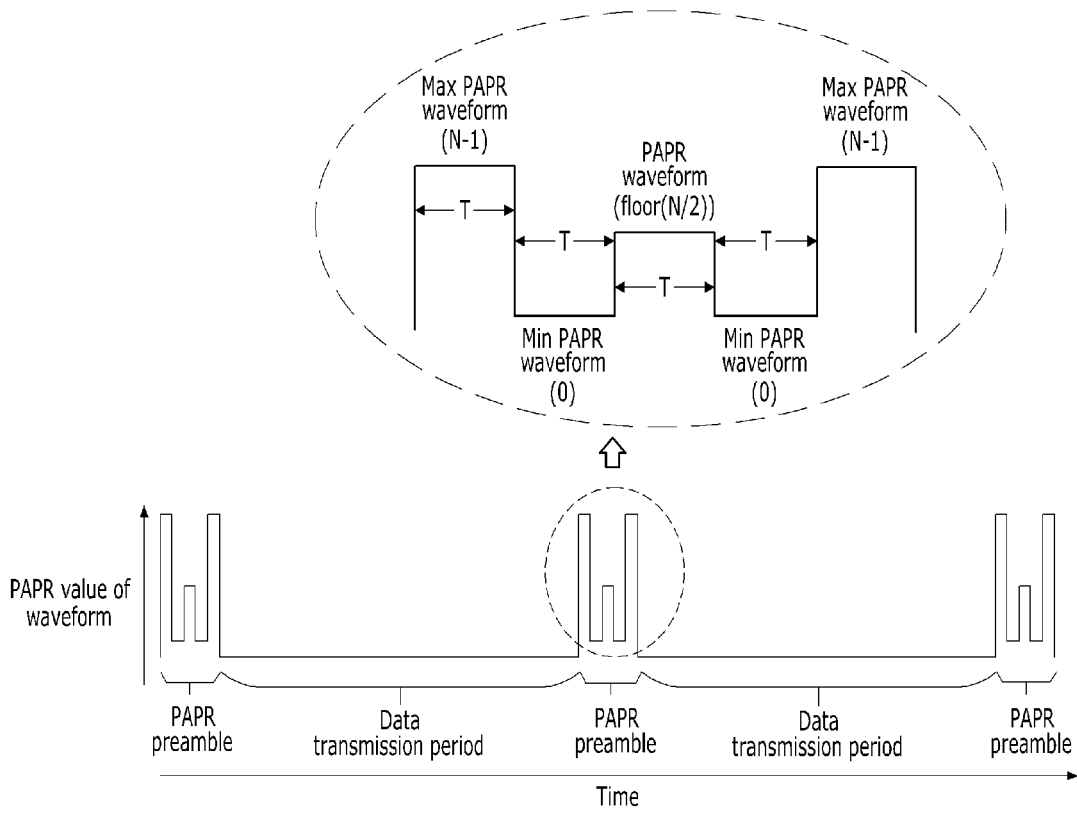 Max PAPR
waveform
(N-1)
Max PAPR
waveform
(N-1)
PAPR
waveform
(floor(N/2))
T
T
T
T
Min PAPR
waveform
(0)
Min PAPR
waveform
(0)
PAPR value of
waveform
PAPR
preamble
Data
transmission period
PAPR
preamble
Data
transmission period
PAPR
preamble
Time